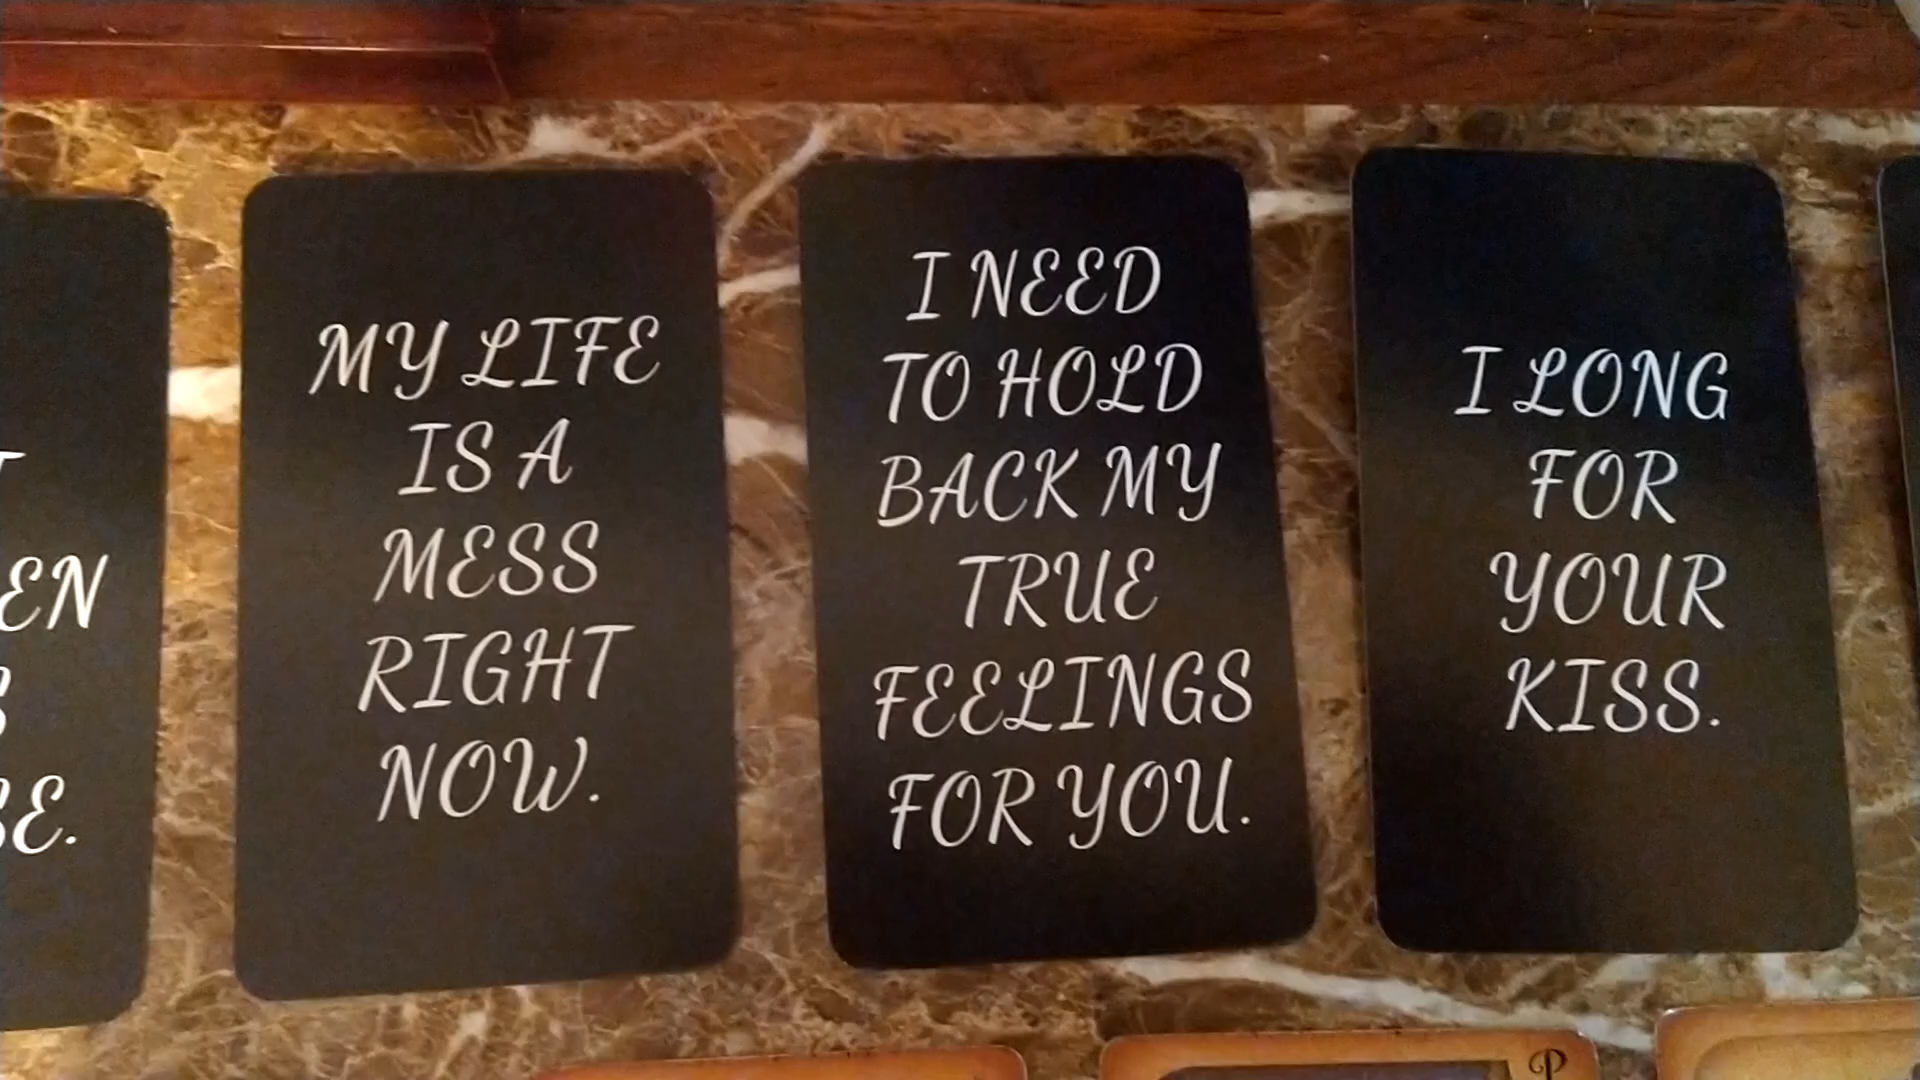 EN
MY LIFE
IS A
MESS
RIGHT
NOW.
I NEED
TO HOLD
BACK MY
TRUE
FEELINGS
FOR YOU.
I LONG
FOR
YOUR
KISS.
P